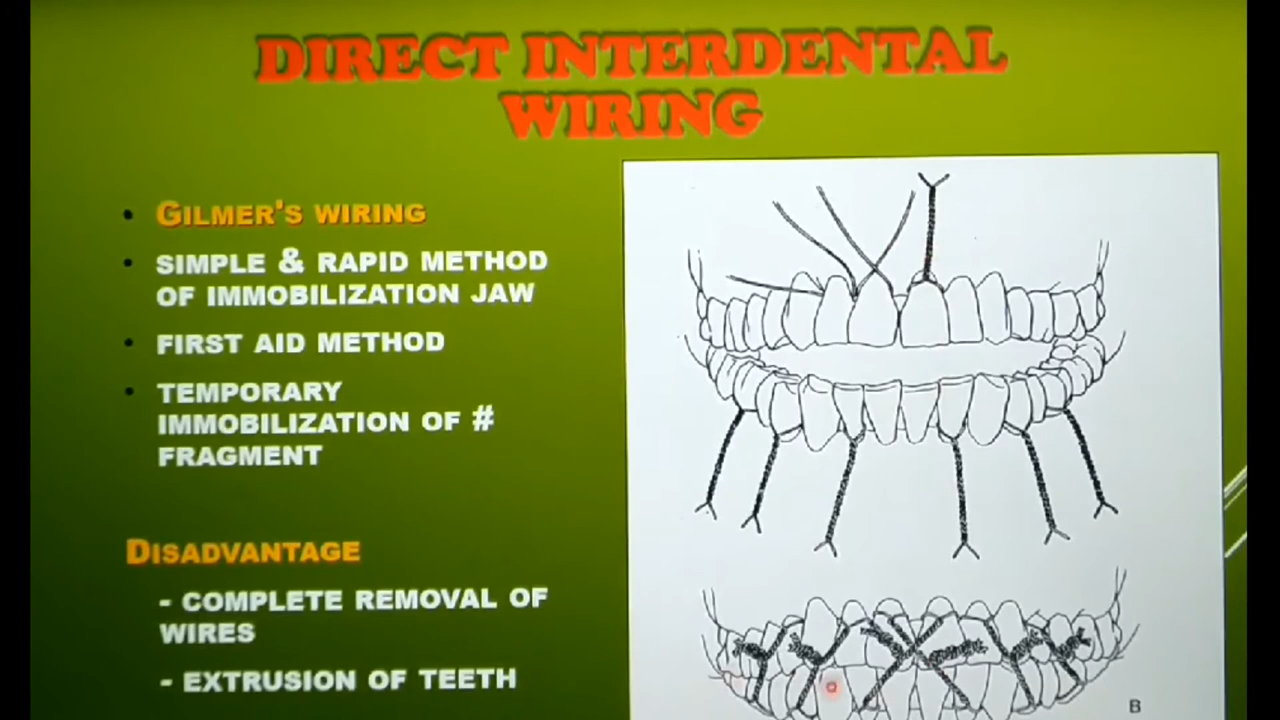 DIRECT INTERDENTAL
WIRING
• GILMER'S WIRING
• SIMPLE & RAPID METHOD
OF IMMOBILIZATION JAW
• FIRST AID METHOD
• TEMPORARY
IMMOBILIZATION OF #
FRAGMENT
DISADVANTAGE
- COMPLETE REMOVAL OF
WIRES
- EXTRUSION OF TEETH
B